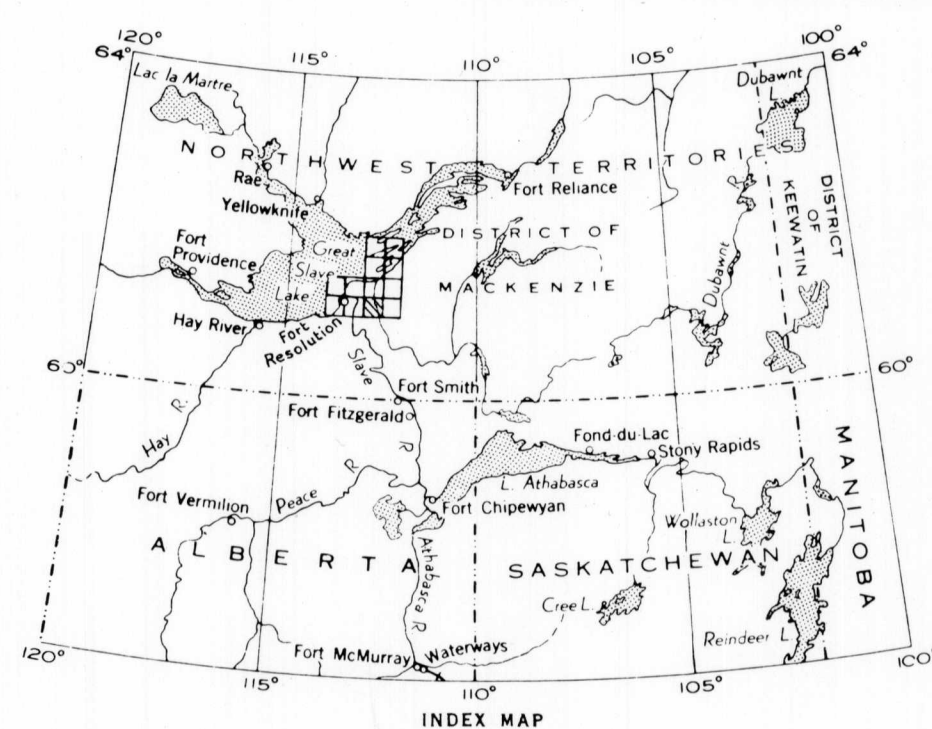 120°
64°
115°
110°
105°
100°
64°
Lac la Martre
Dubawnt
L.
NORTHWEST TERRITORIES
Rae
Fort Reliance
Yellowknife
DISTRICT
OF
KEEWATIN
R
Great
Slave
Lake
DISTRICT OF
MACKENZIE
Fort
Providence
Dubawnt
Hay River
Fort
Resolution
Slave
R
60°
60°
Fort Smith
Fort Fitzgerald
Hay R.
Fond-du-Lac
Stony Rapids
MANITOBA
L. Athabasca
Fort Vermilion
Peace R
Fort Chipewyan
Wollaston
L.
ALBERTA
Athabasca R
SASKATCHEWAN
Cree L.
Reindeer L.
Fort McMurray
Waterways
120°
115°
110°
105°
100°
INDEX MAP